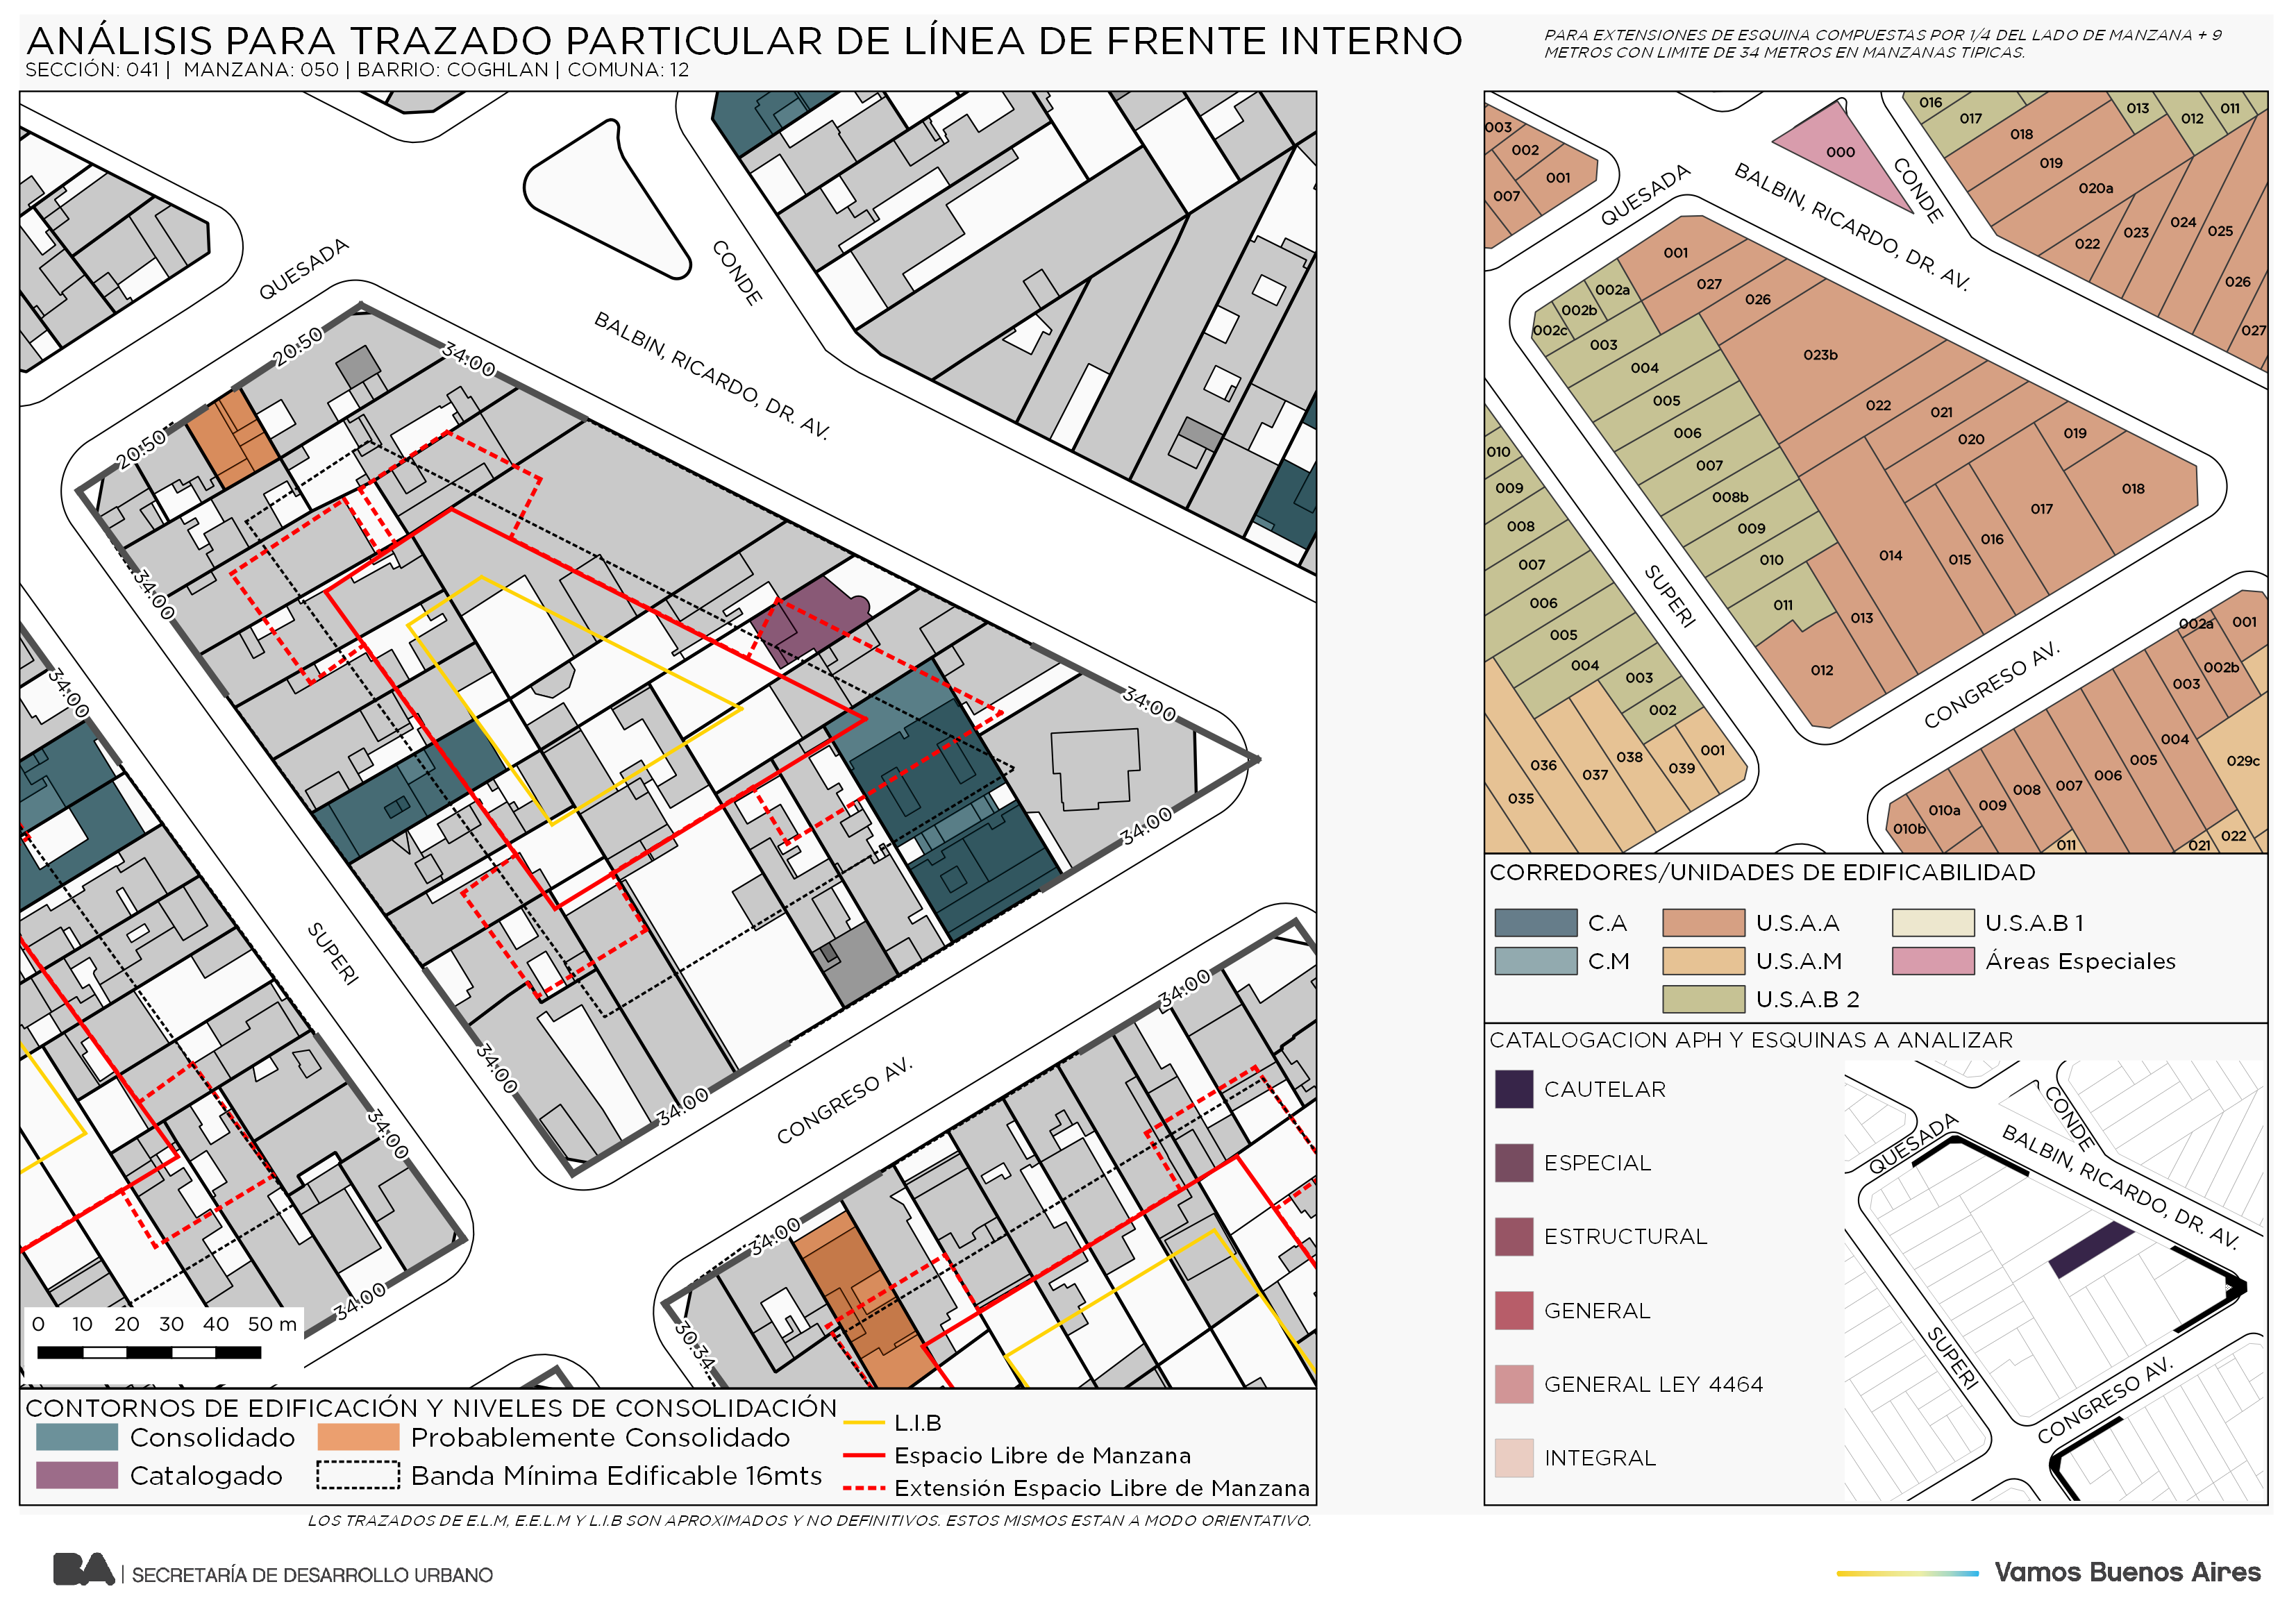 ANÁLISIS PARA TRAZADO PARTICULAR DE LÍNEA DE FRENTE INTERNO
SECCIÓN: 041 | MANZANA: 050 | BARRIO: COGHLAN | COMUNA: 12
PARA EXTENSIONES DE ESQUINA COMPUESTAS POR 1/4 DEL LADO DE MANZANA + 9
METROS CON LIMITE DE 34 METROS EN MANZANAS TIPICAS.
QUESADA
CONDE
BALBIN, RICARDO, DR. AV.
SUPERI
CONGRESO AV.
20:50
34:00
20:50
34:00
34:00
34:00
34:00
34:00
34:00
34:00
34:00
34:00
34:00
30:34
0 10 20 30 40 50 m
CONTORNOS DE EDIFICACIÓN Y NIVELES DE CONSOLIDACIÓN
Consolidado
Probablemente Consolidado
Catalogado
Banda Mínima Edificable 16mts
L.I.B
Espacio Libre de Manzana
Extensión Espacio Libre de Manzana
LOS TRAZADOS DE E.L.M, E.E.L.M Y L.I.B SON APROXIMADOS Y NO DEFINITIVOS. ESTOS MISMOS ESTAN A MODO ORIENTATIVO.
003
002
001
007
QUESADA
BALBIN, RICARDO, DR. AV.
000
CONDE
016
017
018
019
020a
013
012
011
022
023
024
025
026
027
001
002a
002b
002c
027
026
003
004
005
006
007
008b
009
010
011
012
013
014
015
016
017
018
019
020
021
022
023b
SUPERI
CONGRESO AV.
010
009
008
007
006
005
004
003
002
001
035
036
037
038
039
002a
001
002b
003
004
005
006
007
008
009
010a
010b
011
021
022
029c
CORREDORES/UNIDADES DE EDIFICABILIDAD
C.A
U.S.A.A
U.S.A.B 1
C.M
U.S.A.M
Áreas Especiales
U.S.A.B 2
CATALOGACION APH Y ESQUINAS A ANALIZAR
CAUTELAR
ESPECIAL
ESTRUCTURAL
GENERAL
GENERAL LEY 4464
INTEGRAL
QUESADA
CONDE
BALBIN, RICARDO, DR. AV.
SUPERI
CONGRESO AV.
BA | SECRETARÍA DE DESARROLLO URBANO
Vamos Buenos Aires